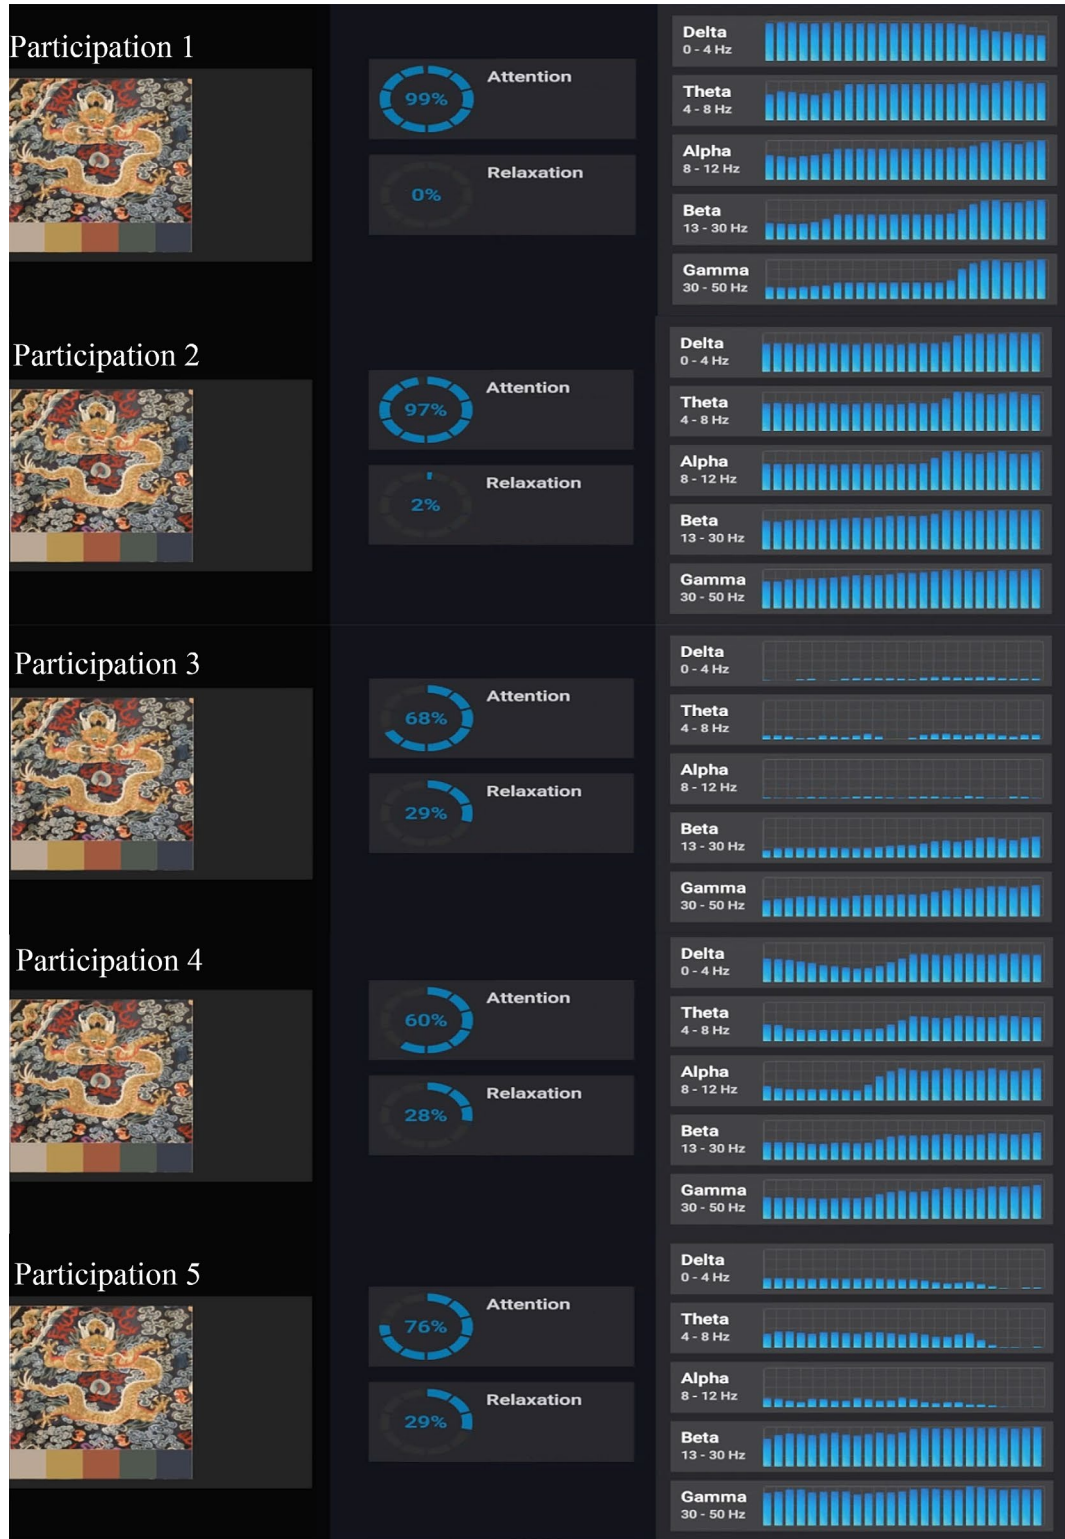 Participation 1
Attention
99%
Relaxation
0%
Delta
0 - 4 Hz
Theta
4 - 8 Hz
Alpha
8 - 12 Hz
Beta
13 - 30 Hz
Gamma
30 - 50 Hz
Participation 2
Attention
97%
Relaxation
2%
Delta
0 - 4 Hz
Theta
4 - 8 Hz
Alpha
8 - 12 Hz
Beta
13 - 30 Hz
Gamma
30 - 50 Hz
Participation 3
Attention
68%
Relaxation
29%
Delta
0 - 4 Hz
Theta
4 - 8 Hz
Alpha
8 - 12 Hz
Beta
13 - 30 Hz
Gamma
30 - 50 Hz
Participation 4
Attention
60%
Relaxation
28%
Delta
0 - 4 Hz
Theta
4 - 8 Hz
Alpha
8 - 12 Hz
Beta
13 - 30 Hz
Gamma
30 - 50 Hz
Participation 5
Attention
76%
Relaxation
29%
Delta
0 - 4 Hz
Theta
4 - 8 Hz
Alpha
8 - 12 Hz
Beta
13 - 30 Hz
Gamma
30 - 50 Hz